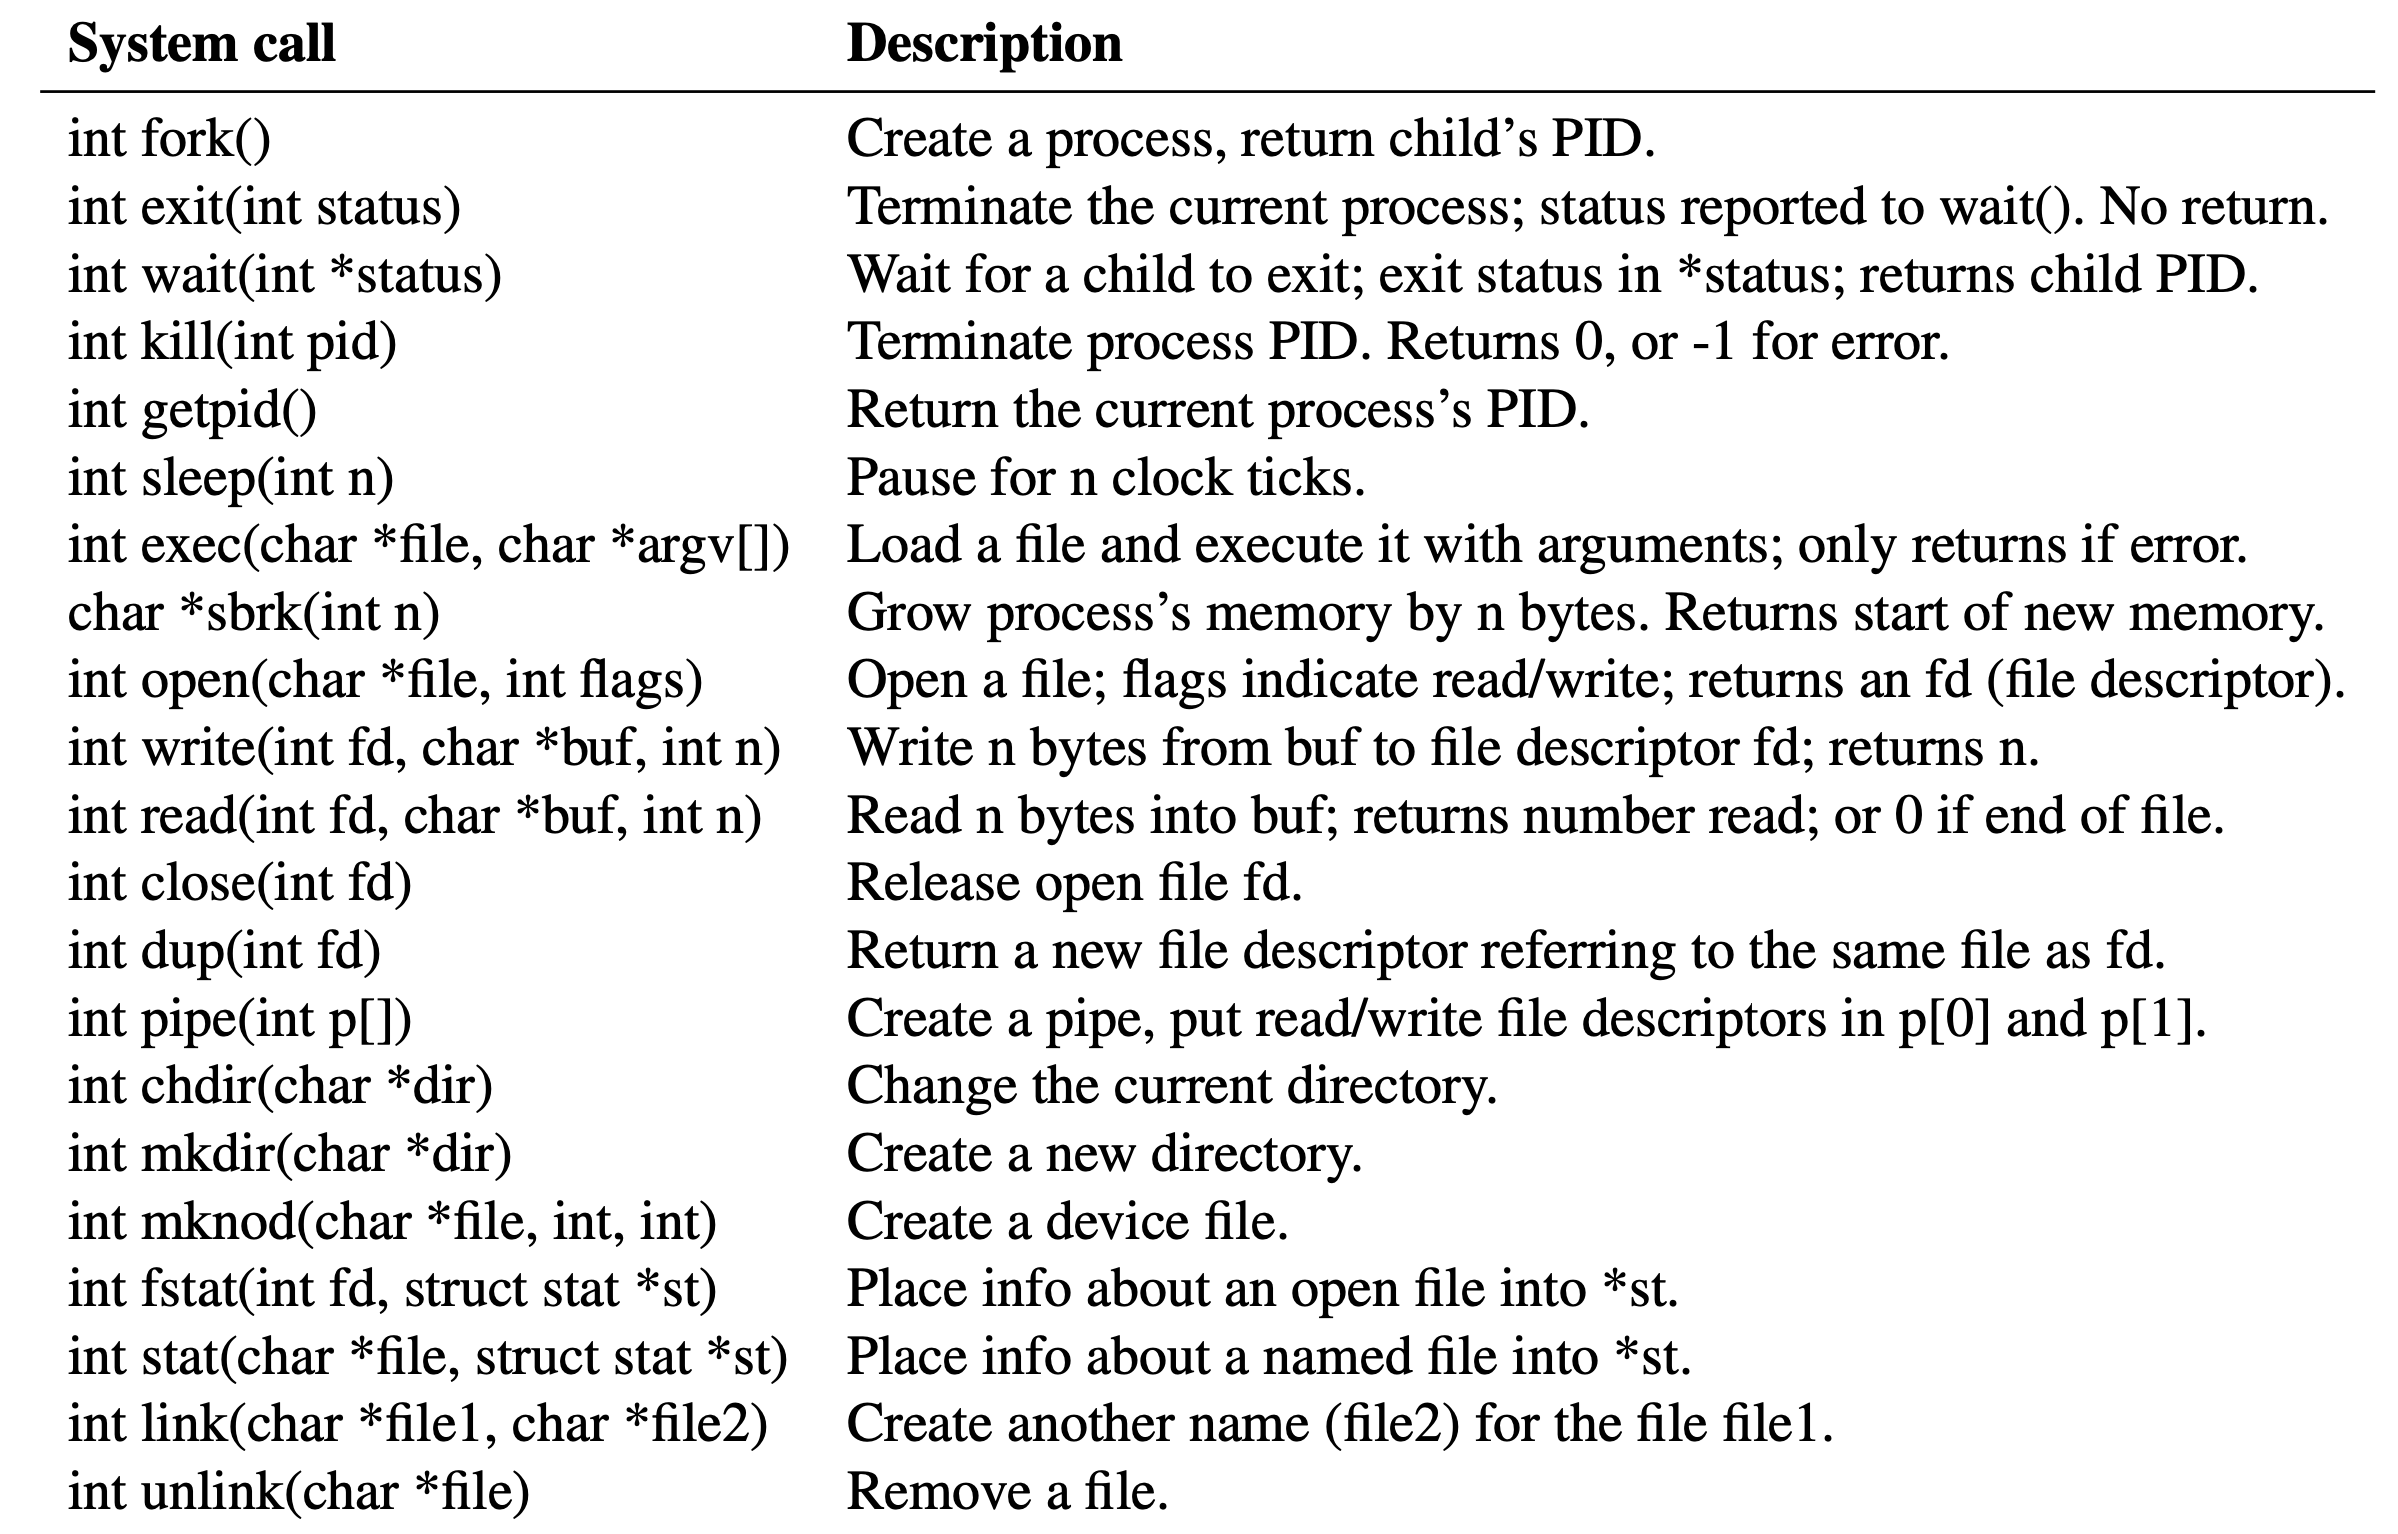 System call Description
int fork() Create a process, return child’s PID.
int exit(int status) Terminate the current process; status reported to wait(). No return.
int wait(int *status) Wait for a child to exit; exit status in *status; returns child PID.
int kill(int pid) Terminate process PID. Returns 0, or -1 for error.
int getpid() Return the current process’s PID.
int sleep(int n) Pause for n clock ticks.
int exec(char *file, char *argv[]) Load a file and execute it with arguments; only returns if error.
char *sbrk(int n) Grow process’s memory by n bytes. Returns start of new memory.
int open(char *file, int flags) Open a file; flags indicate read/write; returns an fd (file descriptor).
int write(int fd, char *buf, int n) Write n bytes from buf to file descriptor fd; returns n.
int read(int fd, char *buf, int n) Read n bytes into buf; returns number read; or 0 if end of file.
int close(int fd) Release open file fd.
int dup(int fd) Return a new file descriptor referring to the same file as fd.
int pipe(int p[]) Create a pipe, put read/write file descriptors in p[0] and p[1].
int chdir(char *dir) Change the current directory.
int mkdir(char *dir) Create a new directory.
int mknod(char *file, int, int) Create a device file.
int fstat(int fd, struct stat *st) Place info about an open file into *st.
int stat(char *file, struct stat *st) Place info about a named file into *st.
int link(char *file1, char *file2) Create another name (file2) for the file file1.
int unlink(char *file) Remove a file.